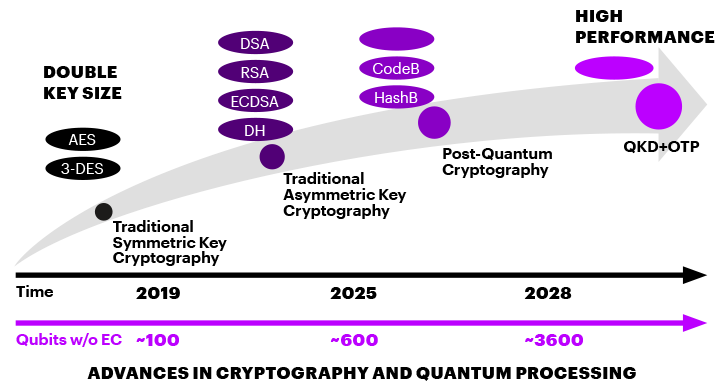 HIGH
PERFORMANCE
DOUBLE
KEY SIZE
AES
3-DES
DSA
RSA
ECDSA
DH
CodeB
HashB
Traditional
Symmetric Key
Cryptography
Traditional
Asymmetric Key
Cryptography
Post-Quantum
Cryptography
QKD+OTP
Time 2019 2025 2028
Qubits w/o EC ~100 ~600 ~3600
ADVANCES IN CRYPTOGRAPHY AND QUANTUM PROCESSING